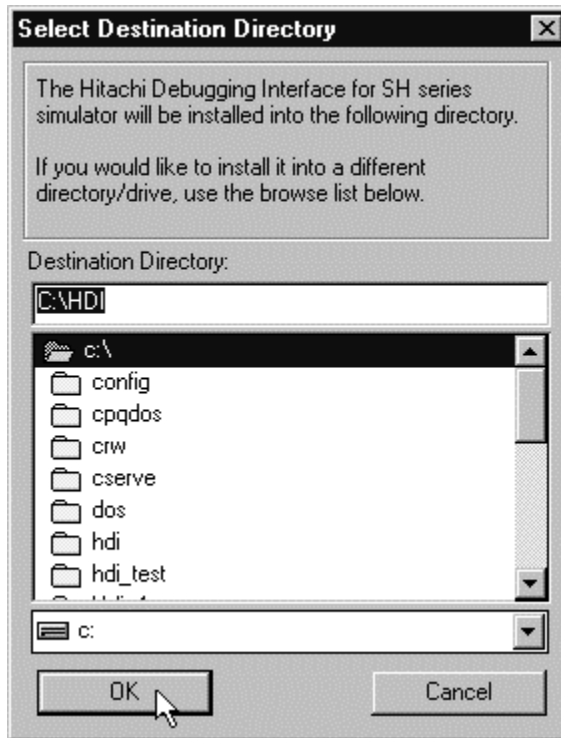 Select Destination Directory
The Hitachi Debugging Interface for SH series
simulator will be installed into the following directory.
If you would like to install it into a different
directory/drive, use the browse list below.
Destination Directory:
C:\HDI
c:\
config
cpqdos
crw
cserve
dos
hdi
hdi_test
c:
OK
Cancel